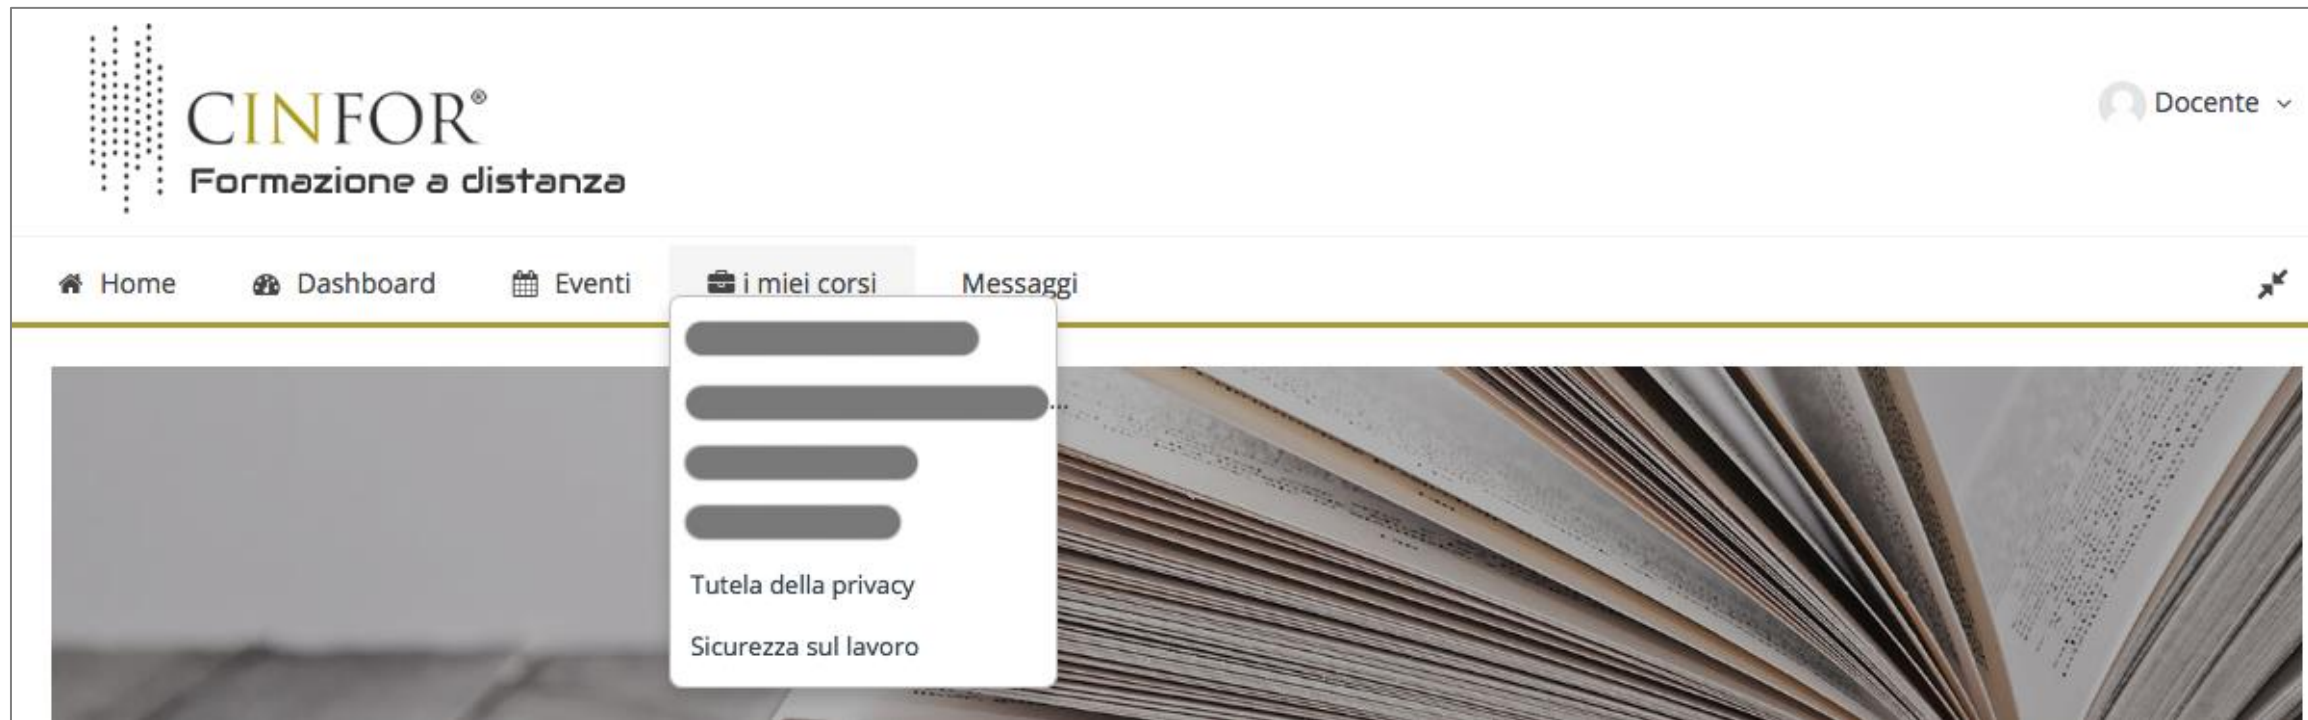 CINFOR®
Formazione a distanza
Docente
Home Dashboard Eventi i miei corsi Messaggi
...
Tutela della privacy
Sicurezza sul lavoro